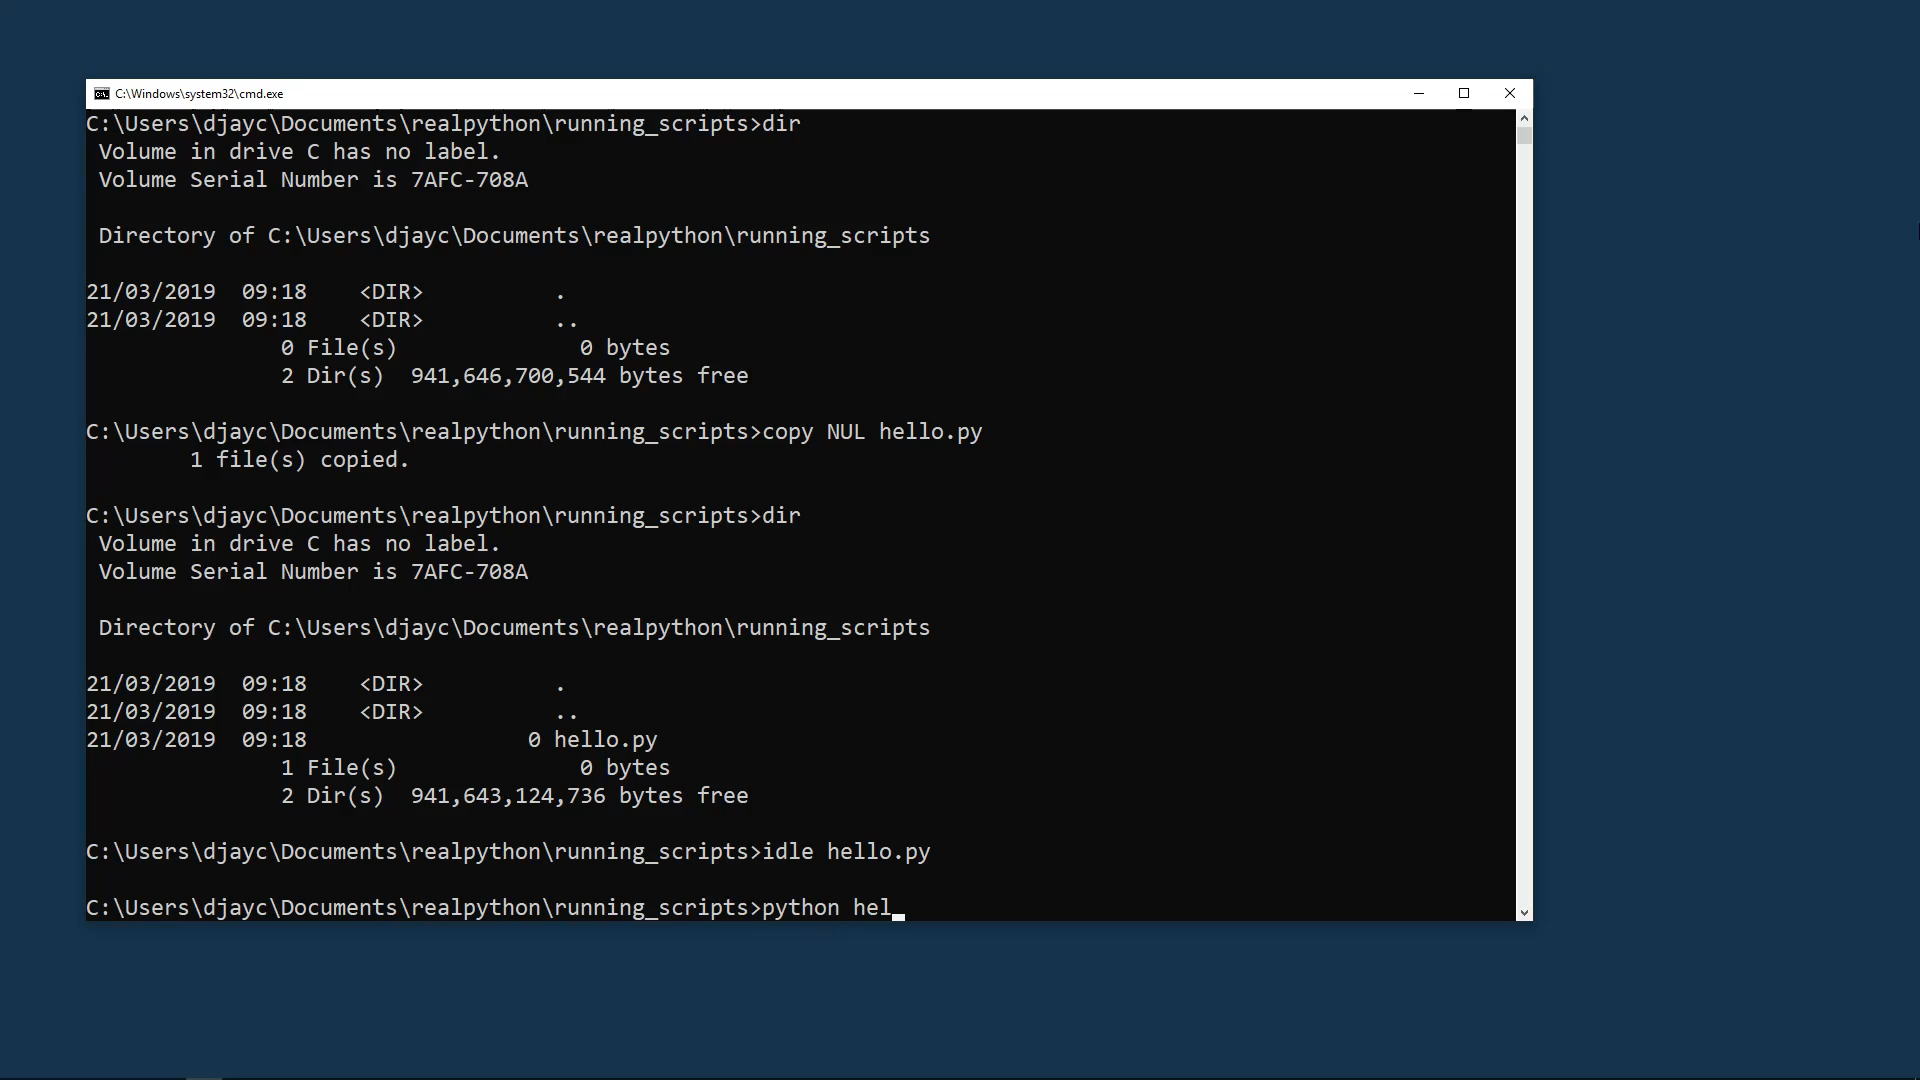 C:\Windows\system32\cmd.exe
C:\Users\djayc\Documents\realpython\running_scripts>dir
 Volume in drive C has no label.
 Volume Serial Number is 7AFC-708A
 Directory of C:\Users\djayc\Documents\realpython\running_scripts
21/03/2019  09:18    <DIR>          .
21/03/2019  09:18    <DIR>          ..
               0 File(s)              0 bytes
               2 Dir(s)  941,646,700,544 bytes free
C:\Users\djayc\Documents\realpython\running_scripts>copy NUL hello.py
        1 file(s) copied.
C:\Users\djayc\Documents\realpython\running_scripts>dir
 Volume in drive C has no label.
 Volume Serial Number is 7AFC-708A
 Directory of C:\Users\djayc\Documents\realpython\running_scripts
21/03/2019  09:18    <DIR>          .
21/03/2019  09:18    <DIR>          ..
21/03/2019  09:18                 0 hello.py
               1 File(s)              0 bytes
               2 Dir(s)  941,643,124,736 bytes free
C:\Users\djayc\Documents\realpython\running_scripts>idle hello.py
C:\Users\djayc\Documents\realpython\running_scripts>python hel